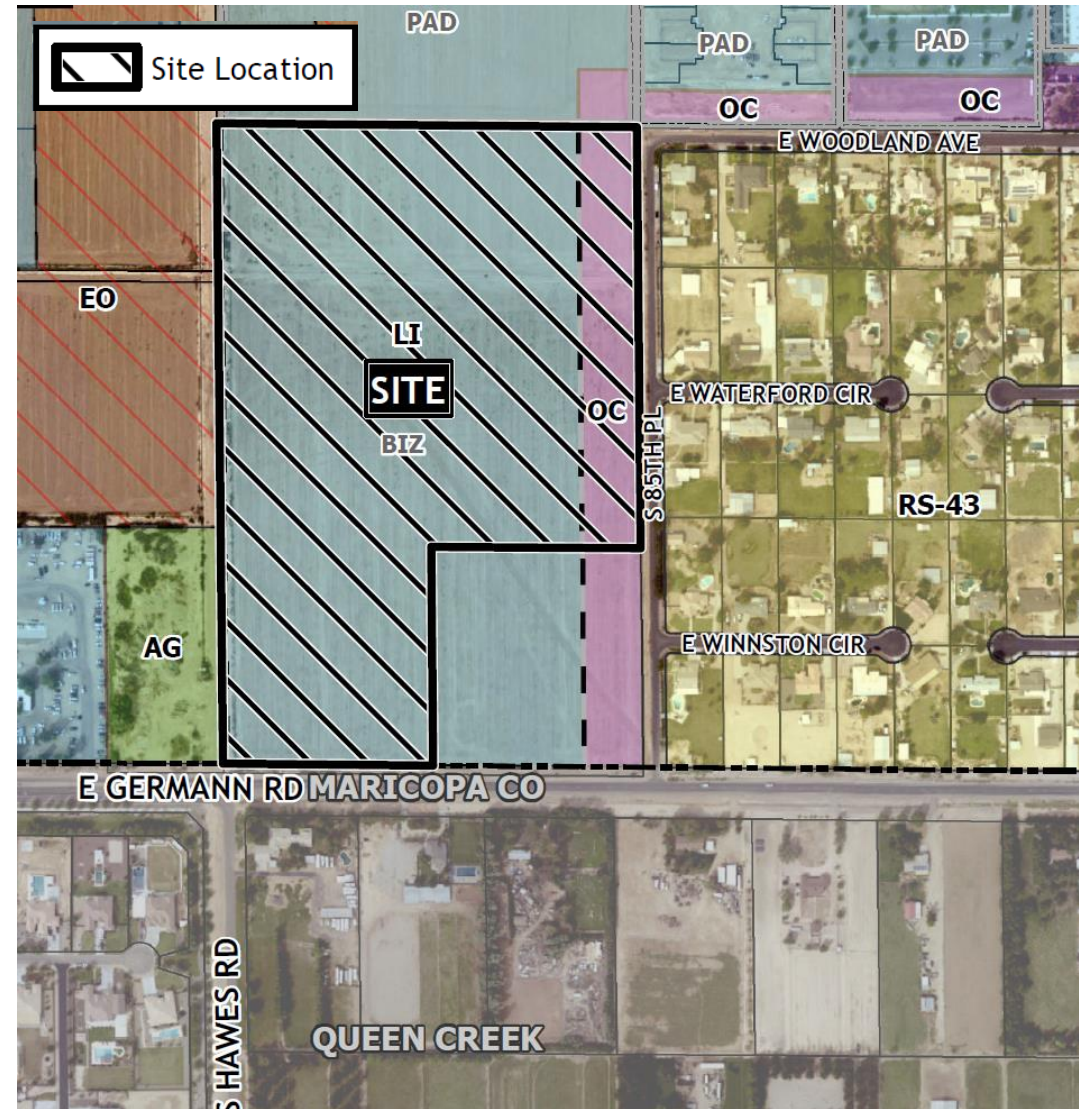 PAD
Site Location
PAD
PAD
OC
OC
E WOODLAND AVE
EO
LI
SITE
E WATERFORD CIR
OC
BIZ
S 85TH PL
RS-43
AG
E WINNSTON CIR
E GERMANN RD
MARICOPA CO
S HAWES RD
QUEEN CREEK